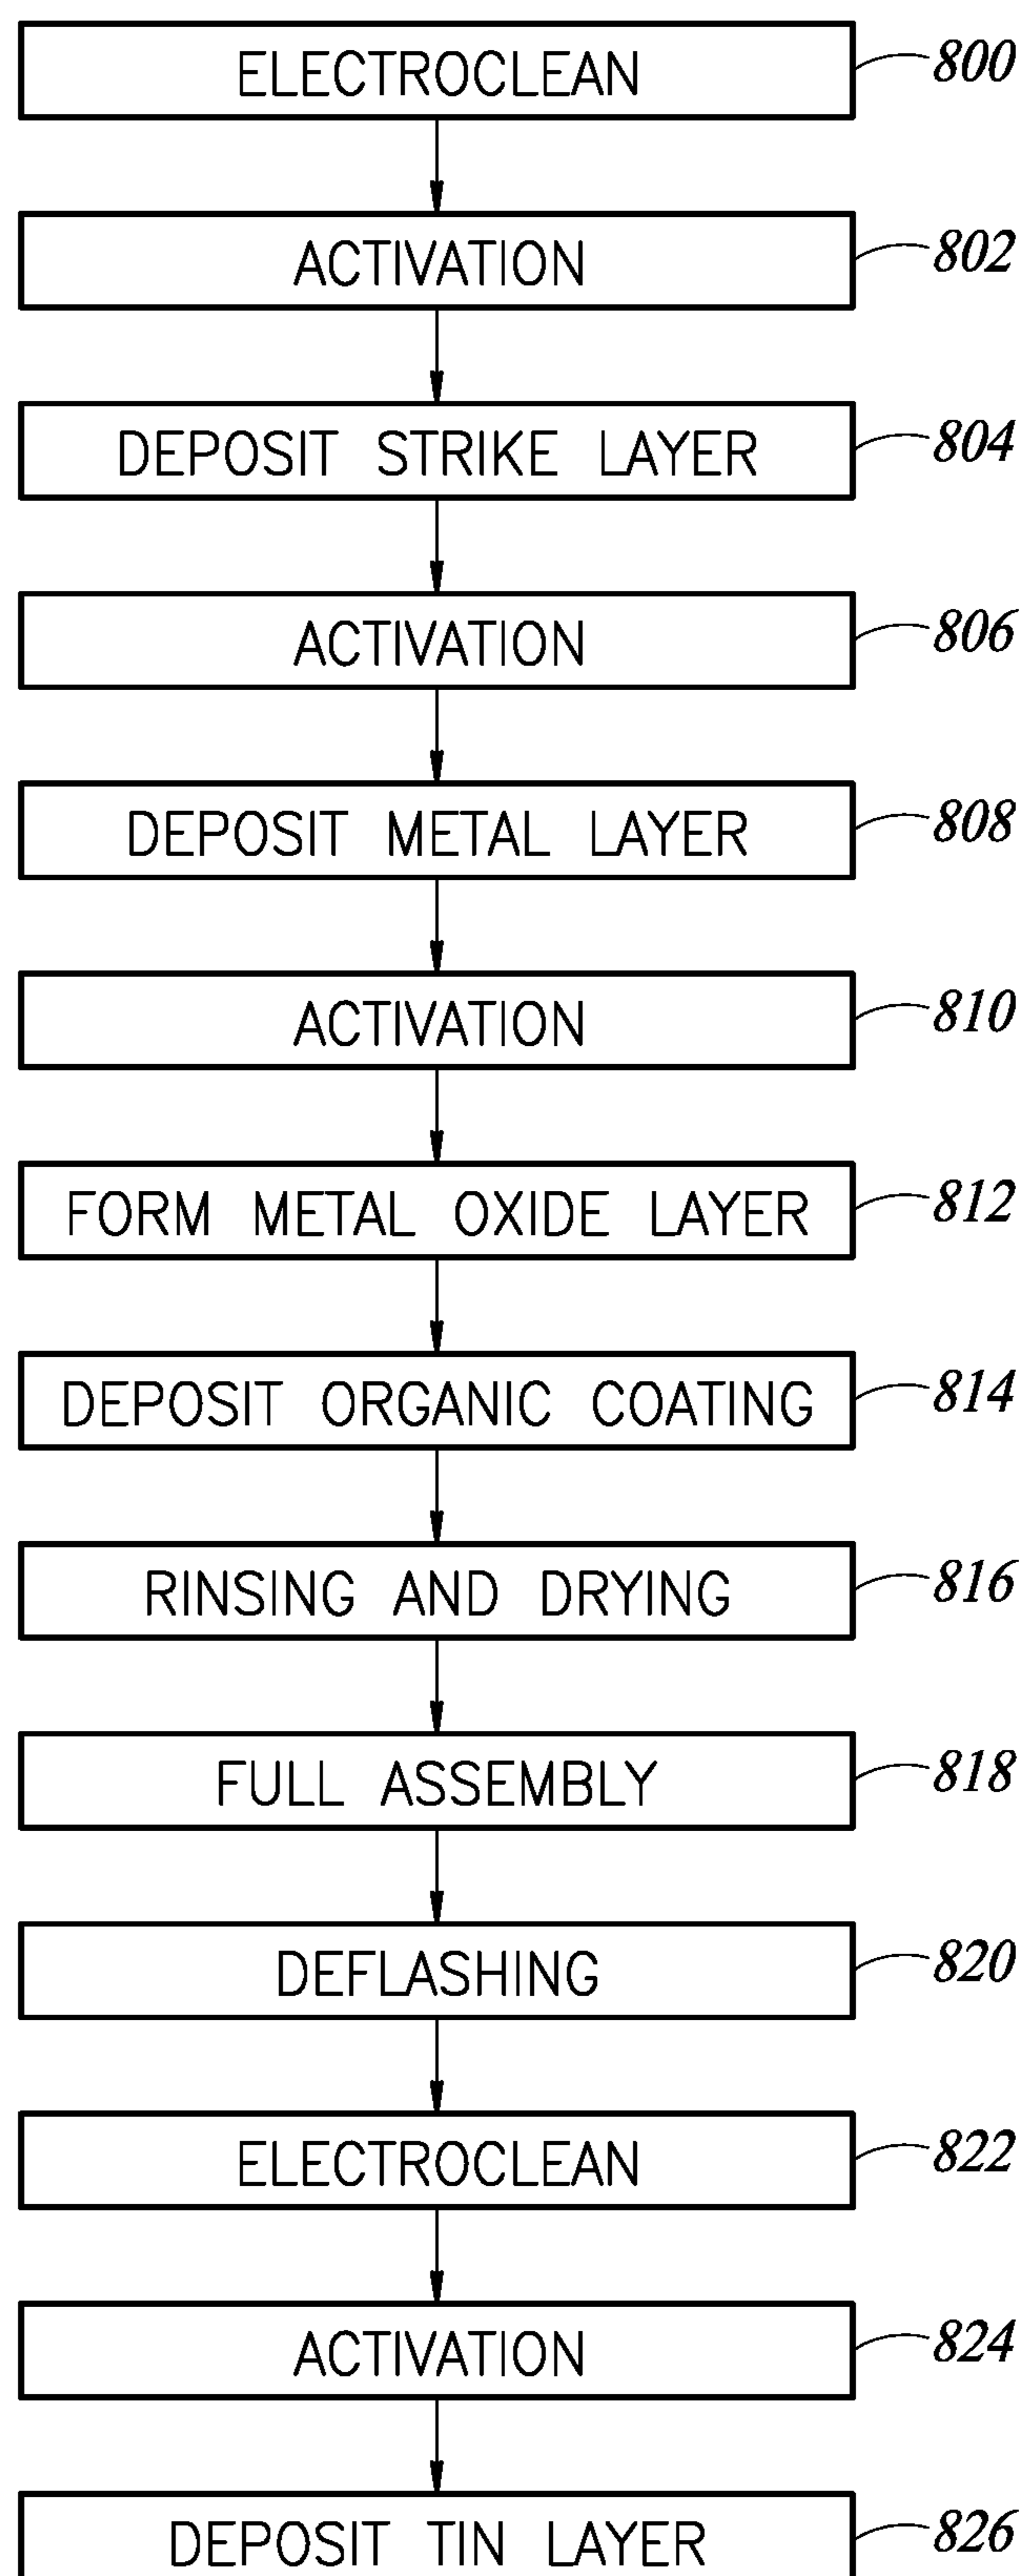 ELECTROCLEAN 800
ACTIVATION 802
DEPOSIT STRIKE LAYER 804
ACTIVATION 806
DEPOSIT METAL LAYER 808
ACTIVATION 810
FORM METAL OXIDE LAYER 812
DEPOSIT ORGANIC COATING 814
RINSING AND DRYING 816
FULL ASSEMBLY 818
DEFLASHING 820
ELECTROCLEAN 822
ACTIVATION 824
DEPOSIT TIN LAYER 826